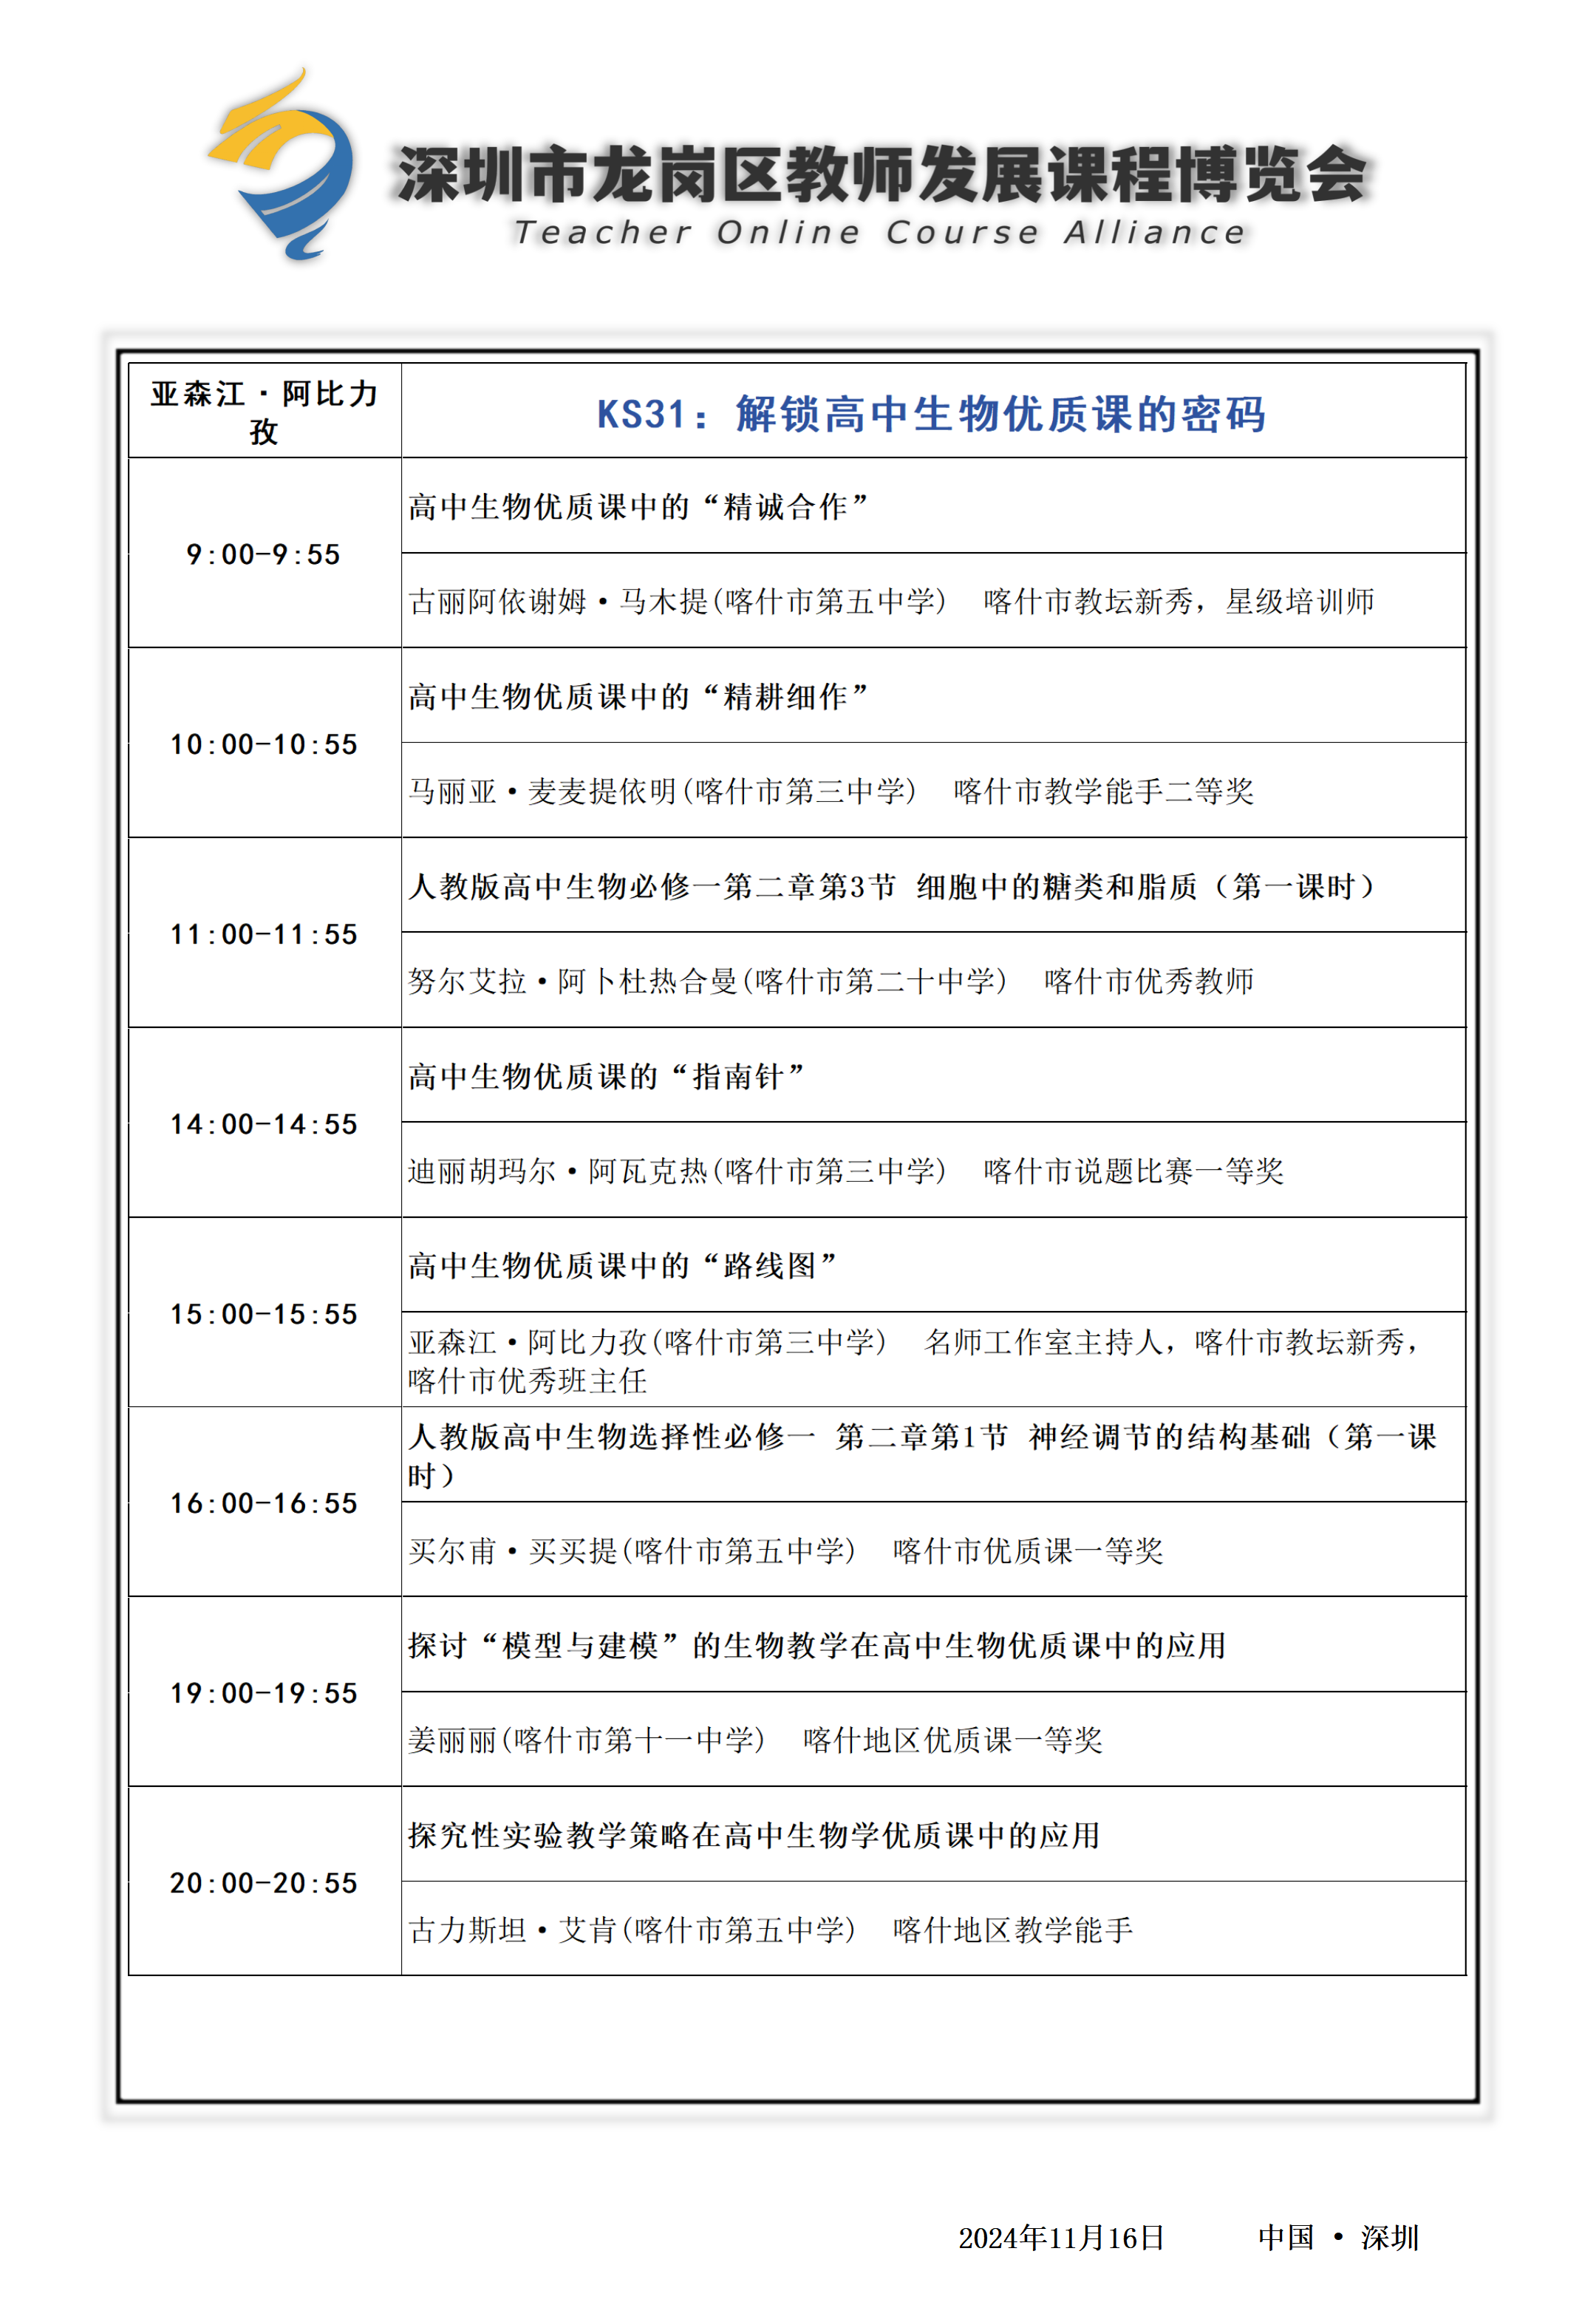 深圳市龙岗区教师发展课程博览会
Teacher Online Course Alliance
亚森江·阿比力
孜
KS31：解锁高中生物优质课的密码
9:00-9:55
高中生物优质课中的“精诚合作”
古丽阿依谢姆·马木提(喀什市第五中学) 喀什市教坛新秀，星级培训师
10:00-10:55
高中生物优质课中的“精耕细作”
马丽亚·麦麦提依明(喀什市第三中学) 喀什市教学能手二等奖
11:00-11:55
人教版高中生物必修一第二章第3节 细胞中的糖类和脂质（第一课时）
努尔艾拉·阿卜杜热合曼(喀什市第二十中学) 喀什市优秀教师
14:00-14:55
高中生物优质课的“指南针”
迪丽胡玛尔·阿瓦克热(喀什市第三中学) 喀什市说题比赛一等奖
15:00-15:55
高中生物优质课中的“路线图”
亚森江·阿比力孜(喀什市第三中学) 名师工作室主持人，喀什市教坛新秀，
喀什市优秀班主任
16:00-16:55
人教版高中生物选择性必修一 第二章第1节 神经调节的结构基础（第一课
时）
买尔甫·买买提(喀什市第五中学) 喀什市优质课一等奖
19:00-19:55
探讨“模型与建模”的生物教学在高中生物优质课中的应用
姜丽丽(喀什市第十一中学) 喀什地区优质课一等奖
20:00-20:55
探究性实验教学策略在高中生物学优质课中的应用
古力斯坦·艾肯(喀什市第五中学) 喀什地区教学能手
2024年11月16日 中国 · 深圳